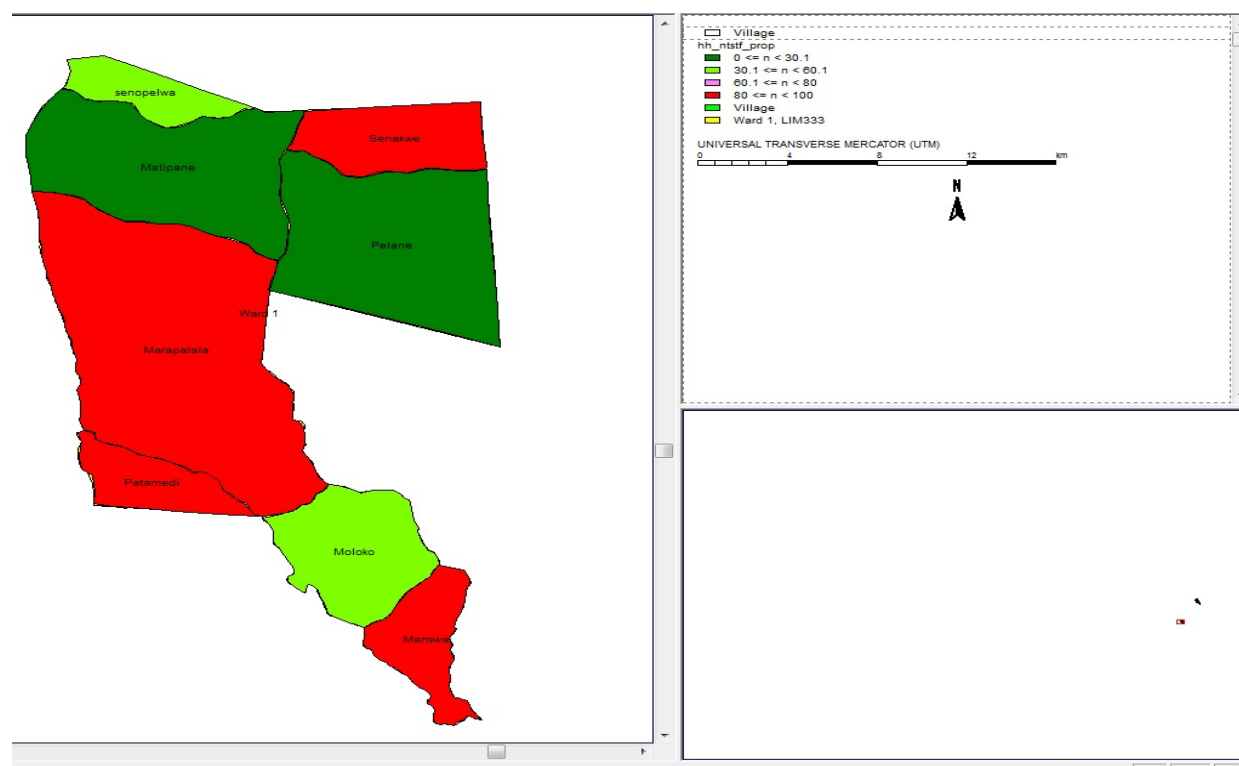 senopelwa
Senakwe
Matipane
Pelane
Ward 1
Marapalala
Patamedi
Moloko
Manswa
Village
hh_ntstf_prop
0 <= n < 30.1
30.1 <= n < 60.1
60.1 <= n < 80
80 <= n < 100
Village
Ward 1, LIM333
UNIVERSAL TRANSVERSE MERCATOR (UTM)
0 4 8 12 km
N